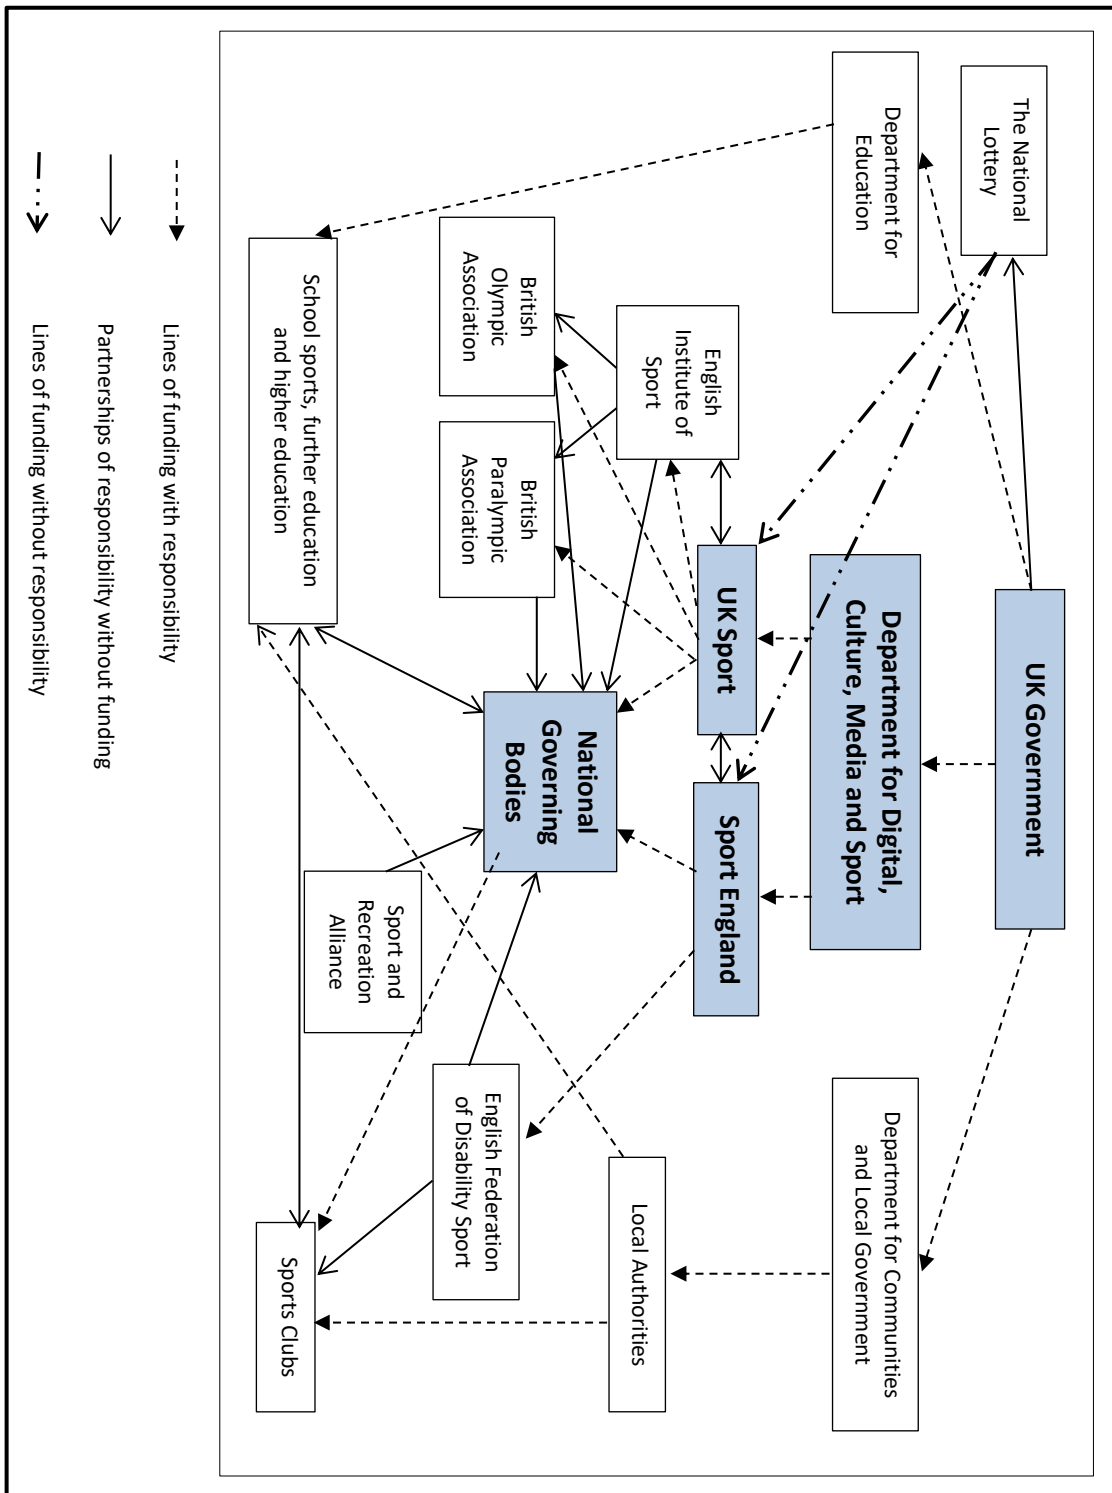 UK Government
The National
Lottery
Department for
Education
Department for Digital,
Culture, Media and Sport
Department for Communities
and Local Government
English
Institute of
Sport
UK Sport
Sport England
Local Authorities
British
Olympic
Association
British
Paralympic
Association
National
Governing
Bodies
English Federation
of Disability Sport
Sport and
Recreation
Alliance
School sports, further education
and higher education
Sports Clubs
Lines of funding with responsibility
Partnerships of responsibility without funding
Lines of funding without responsibility